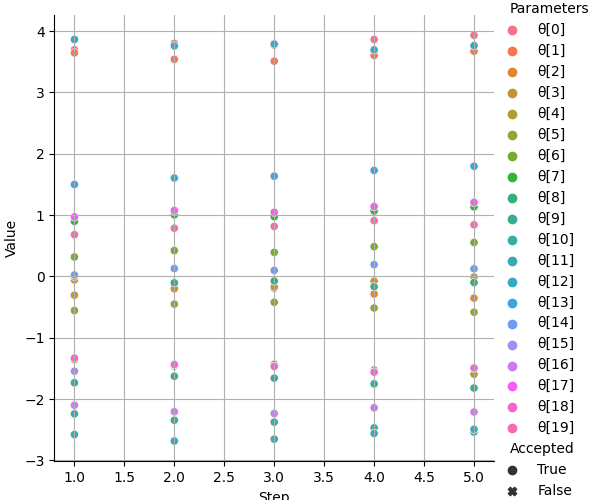 Parameters
θ[0]
θ[1]
θ[2]
θ[3]
θ[4]
θ[5]
θ[6]
θ[7]
θ[8]
θ[9]
θ[10]
θ[11]
θ[12]
θ[13]
θ[14]
θ[15]
θ[16]
θ[17]
θ[18]
θ[19]
Accepted
True
False
Value
4
3
2
1
0
−1
−2
−3
1.0 1.5 2.0 2.5 3.0 3.5 4.0 4.5 5.0
Step